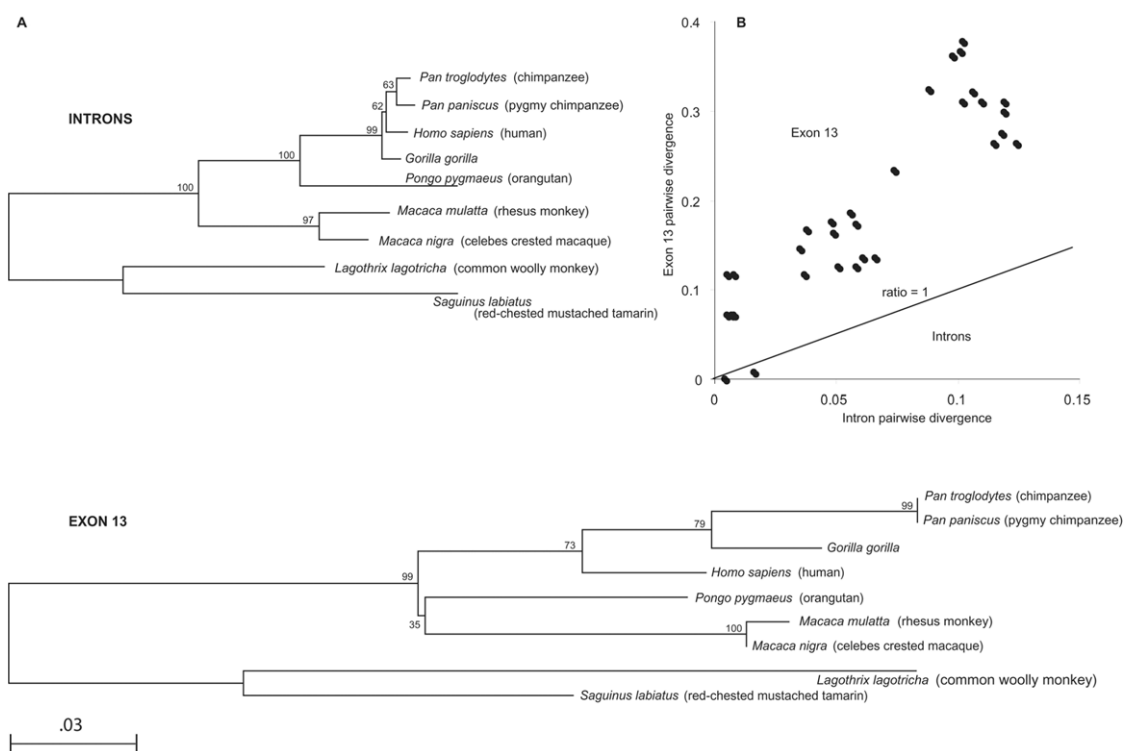 A
INTRONS
63
Pan troglodytes (chimpanzee)
62
Pan paniscus (pygmy chimpanzee)
99
Homo sapiens (human)
100
Gorilla gorilla
Pongo pygmaeus (orangutan)
100
97
Macaca mulatta (rhesus monkey)
Macaca nigra (celebes crested macaque)
Lagothrix lagotricha (common woolly monkey)
Saguinus labiatus
(red-chested mustached tamarin)
B
0.4
0.3
0.2
0.1
0
Exon 13 pairwise divergence
Exon 13
ratio = 1
Introns
0 0.05 0.1 0.15
Intron pairwise divergence
EXON 13
99
Pan troglodytes (chimpanzee)
Pan paniscus (pygmy chimpanzee)
79
Gorilla gorilla
73
Homo sapiens (human)
99
Pongo pygmaeus (orangutan)
35
Macaca mulatta (rhesus monkey)
100
Macaca nigra (celebes crested macaque)
Lagothrix lagotricha (common woolly monkey)
Saguinus labiatus (red-chested mustached tamarin)
.03